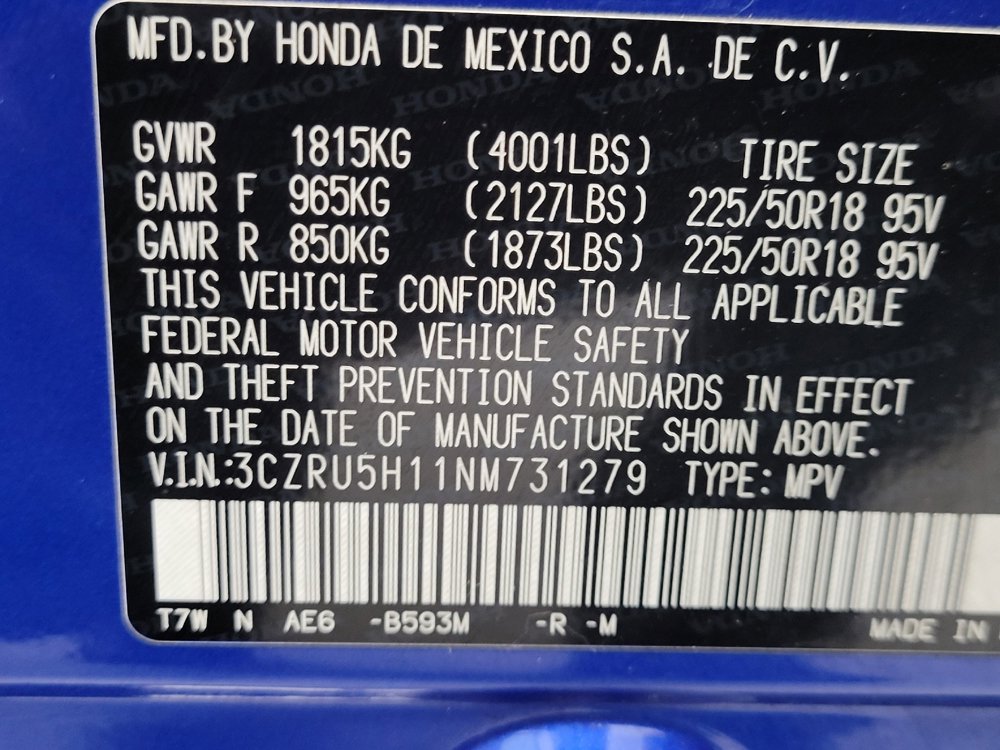 MFD.BY HONDA DE MEXICO S.A. DE C.V.
GVWR 1815KG (4001LBS) TIRE SIZE
GAWR F 965KG (2127LBS) 225/50R18 95V
GAWR R 850KG (1873LBS) 225/50R18 95V
THIS VEHICLE CONFORMS TO ALL APPLICABLE
FEDERAL MOTOR VEHICLE SAFETY
AND THEFT PREVENTION STANDARDS IN EFFECT
ON THE DATE OF MANUFACTURE SHOWN ABOVE.
V.I.N.:3CZRU5H11NM731279 TYPE: MPV
T7W N AE6 -B593M -R -M MADE IN